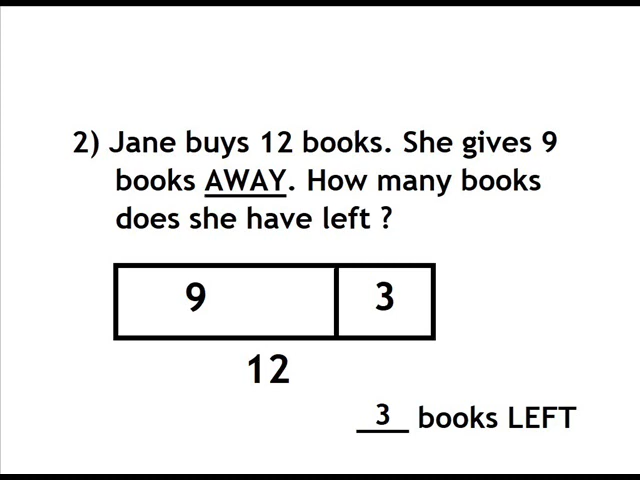 2) Jane buys 12 books. She gives 9
books AWAY. How many books
does she have left ?
9 3
12
3 books LEFT